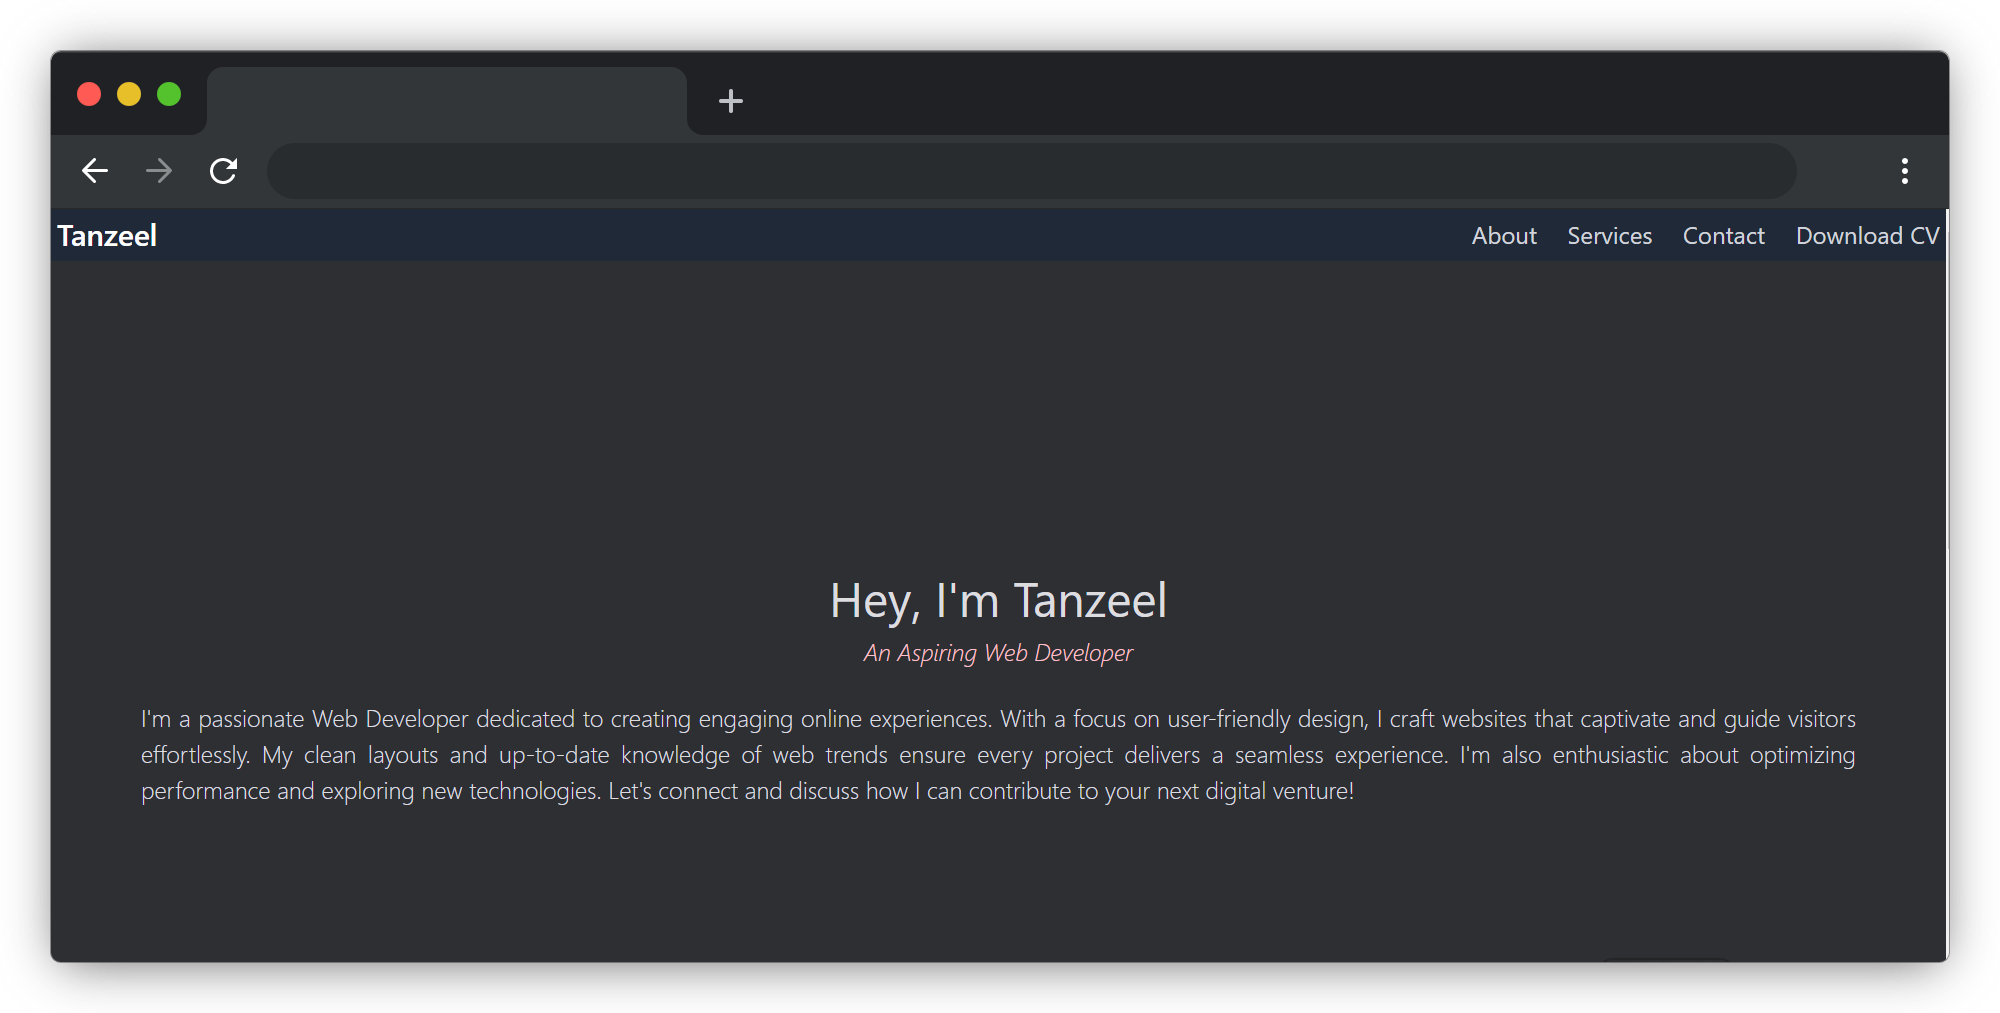 Tanzeel
About Services Contact Download CV
Hey, I'm Tanzeel
An Aspiring Web Developer
I'm a passionate Web Developer dedicated to creating engaging online experiences. With a focus on user-friendly design, I craft websites that captivate and guide visitors
effortlessly. My clean layouts and up-to-date knowledge of web trends ensure every project delivers a seamless experience. I'm also enthusiastic about optimizing
performance and exploring new technologies. Let's connect and discuss how I can contribute to your next digital venture!